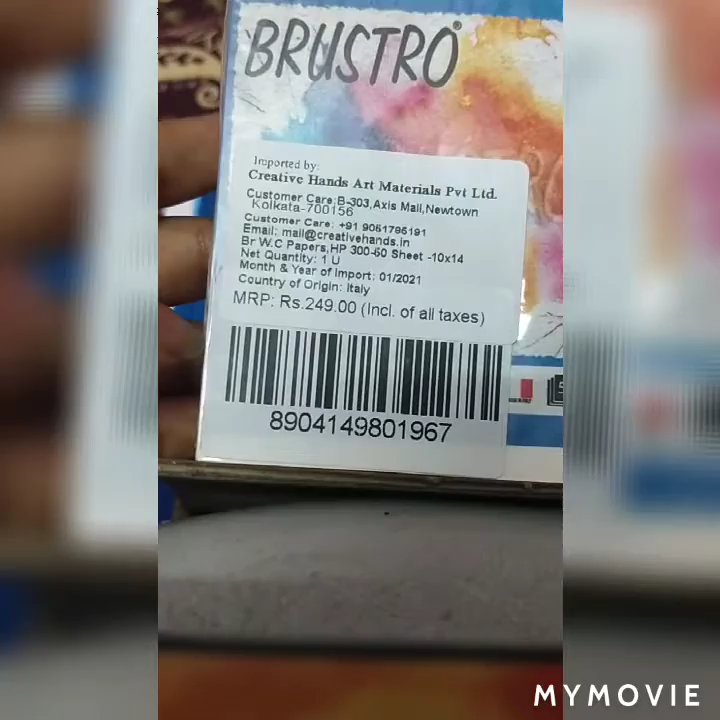 BRUSTRO®
Imported by:
Creative Hands Art Materials Pvt Ltd.
Customer Care:B-303,Axis Mall,Newtown
Kolkata-700156
Customer Care: +91 9051786191
Email: mail@creativehands.in
Br W.C Papers,HP 300-60 Sheet -10x14
Net Quantity: 1 U
Month & Year of Import: 01/2021
Country of Origin: Italy
MRP: Rs.249.00 (Incl. of all taxes)
8904149801967
MYMOVIE